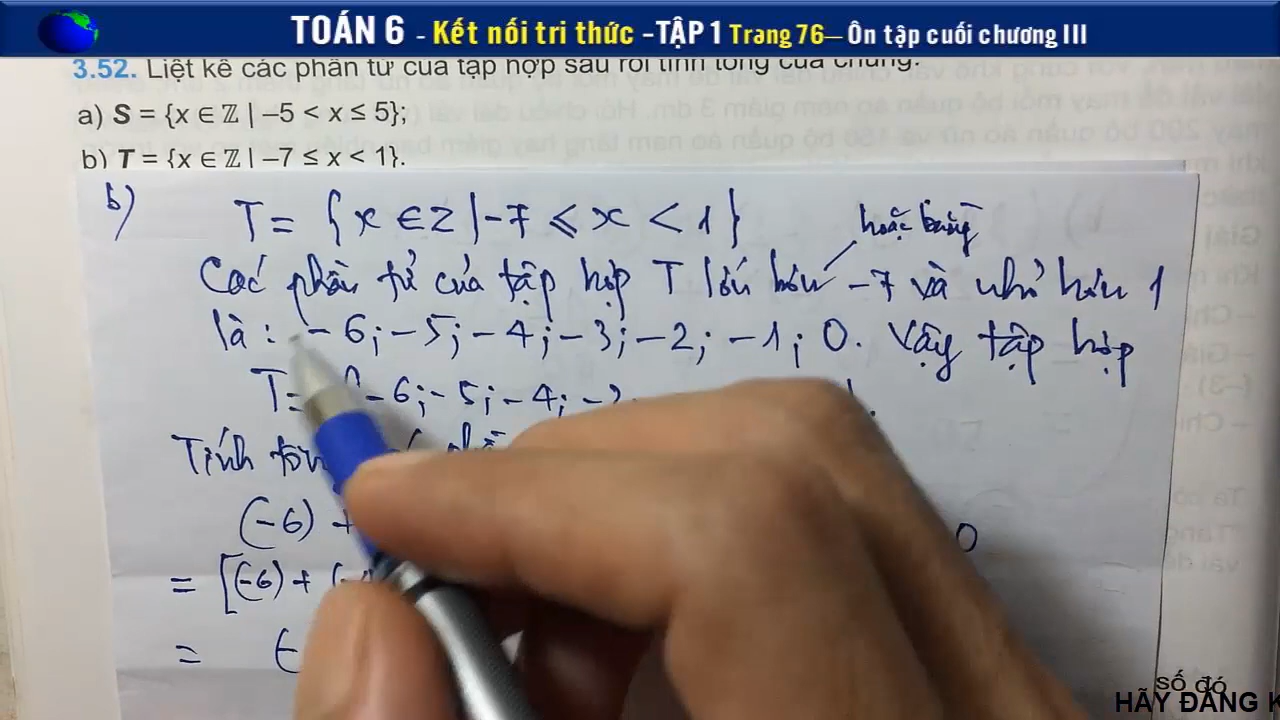 TOÁN 6 - Kết nối tri thức -TẬP 1 Trang 76– Ôn tập cuối chương III
3.52. Liệt kê các phần tử của tập hợp sau rồi tính tổng của chúng:
a) S = {x ∈ ℤ | –5 < x ≤ 5};
b) T = {x ∈ ℤ | –7 ≤ x < 1}.
b) T = {x ∈ Z | -7 ≤ x < 1}
hoặc bằng
Các phần tử của tập hợp T lớn hơn -7 và nhỏ hơn 1
là: -6; -5; -4; -3; -2; -1; 0. Vậy tập hợp
T= -6; -5; -4; -3;
Tính
(-6) + 0
= [(-6) +
=
số đó
HÃY ĐĂNG K